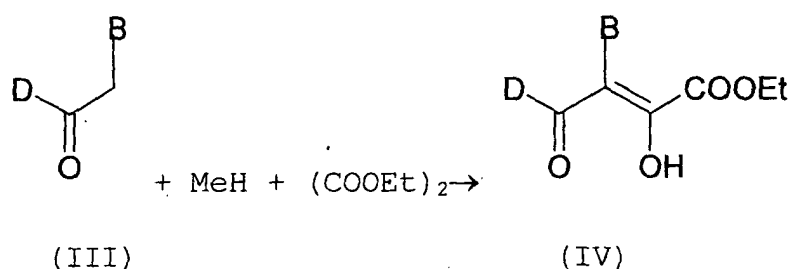 B B
D D COOEt
O O OH
+ MeH + (COOEt)₂→
(III) (IV)